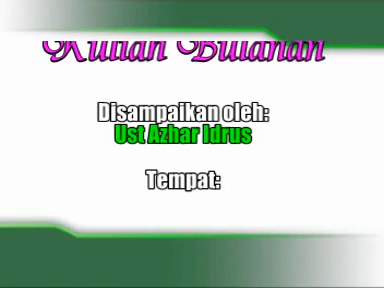 Kuliah Bulanan
Disampaikan oleh:
Ust Azhar Idrus
Tempat: